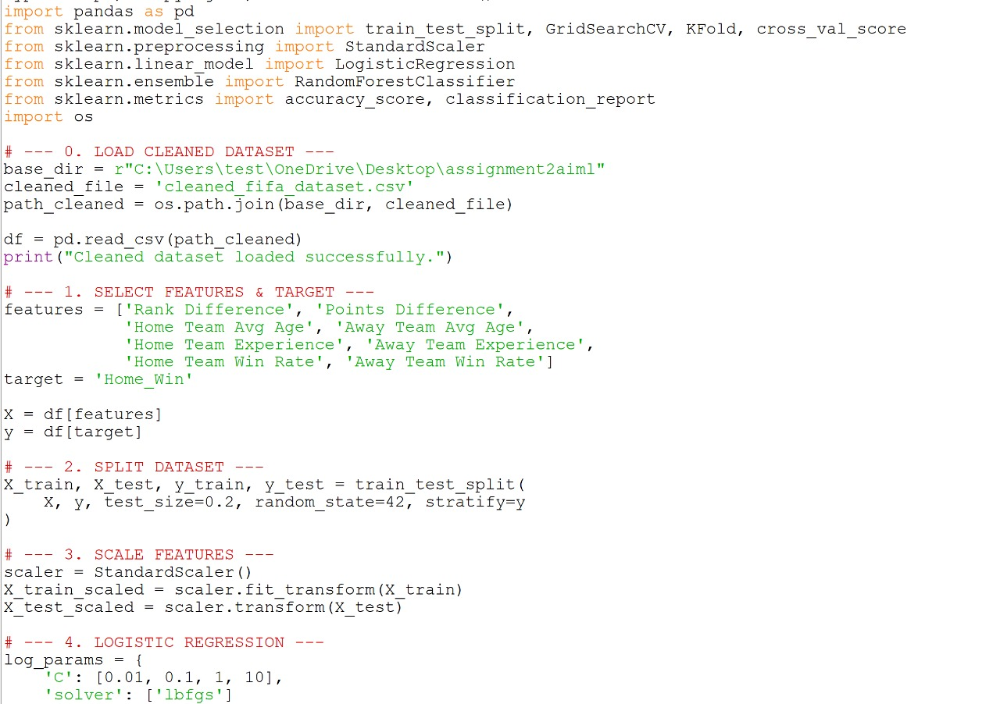 import pandas as pd
from sklearn.model_selection import train_test_split, GridSearchCV, KFold, cross_val_score
from sklearn.preprocessing import StandardScaler
from sklearn.linear_model import LogisticRegression
from sklearn.ensemble import RandomForestClassifier
from sklearn.metrics import accuracy_score, classification_report
import os

# --- 0. LOAD CLEANED DATASET ---
base_dir = r"C:\Users\test\OneDrive\Desktop\assignment2aiml"
cleaned_file = 'cleaned_fifa_dataset.csv'
path_cleaned = os.path.join(base_dir, cleaned_file)

df = pd.read_csv(path_cleaned)
print("Cleaned dataset loaded successfully.")

# --- 1. SELECT FEATURES & TARGET ---
features = ['Rank Difference', 'Points Difference',
            'Home Team Avg Age', 'Away Team Avg Age',
            'Home Team Experience', 'Away Team Experience',
            'Home Team Win Rate', 'Away Team Win Rate']
target = 'Home_Win'

X = df[features]
y = df[target]

# --- 2. SPLIT DATASET ---
X_train, X_test, y_train, y_test = train_test_split(
    X, y, test_size=0.2, random_state=42, stratify=y
)

# --- 3. SCALE FEATURES ---
scaler = StandardScaler()
X_train_scaled = scaler.fit_transform(X_train)
X_test_scaled = scaler.transform(X_test)

# --- 4. LOGISTIC REGRESSION ---
log_params = {
    'C': [0.01, 0.1, 1, 10],
    'solver': ['lbfgs']